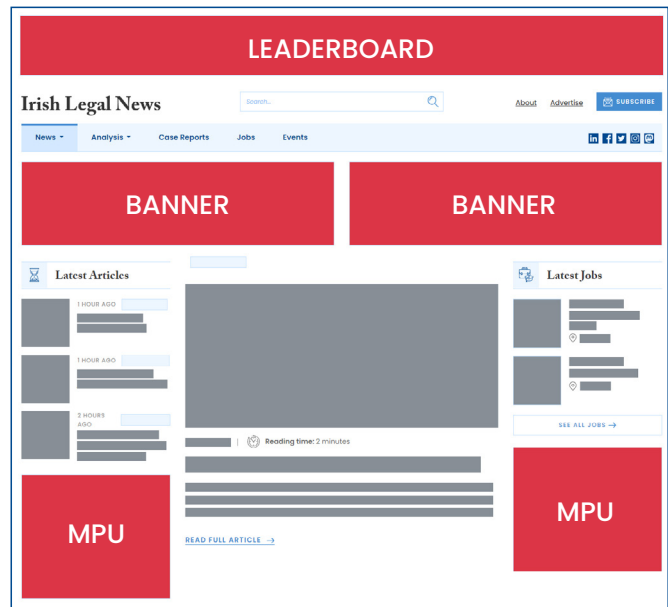 LEADERBOARD
Irish Legal News
Search...
About Advertise SUBSCRIBE
News Analysis Case Reports Jobs Events
BANNER
BANNER
Latest Articles
1 HOUR AGO
1 HOUR AGO
2 HOURS
AGO
MPU
Reading time: 2 minutes
READ FULL ARTICLE →
Latest Jobs
SEE ALL JOBS →
MPU